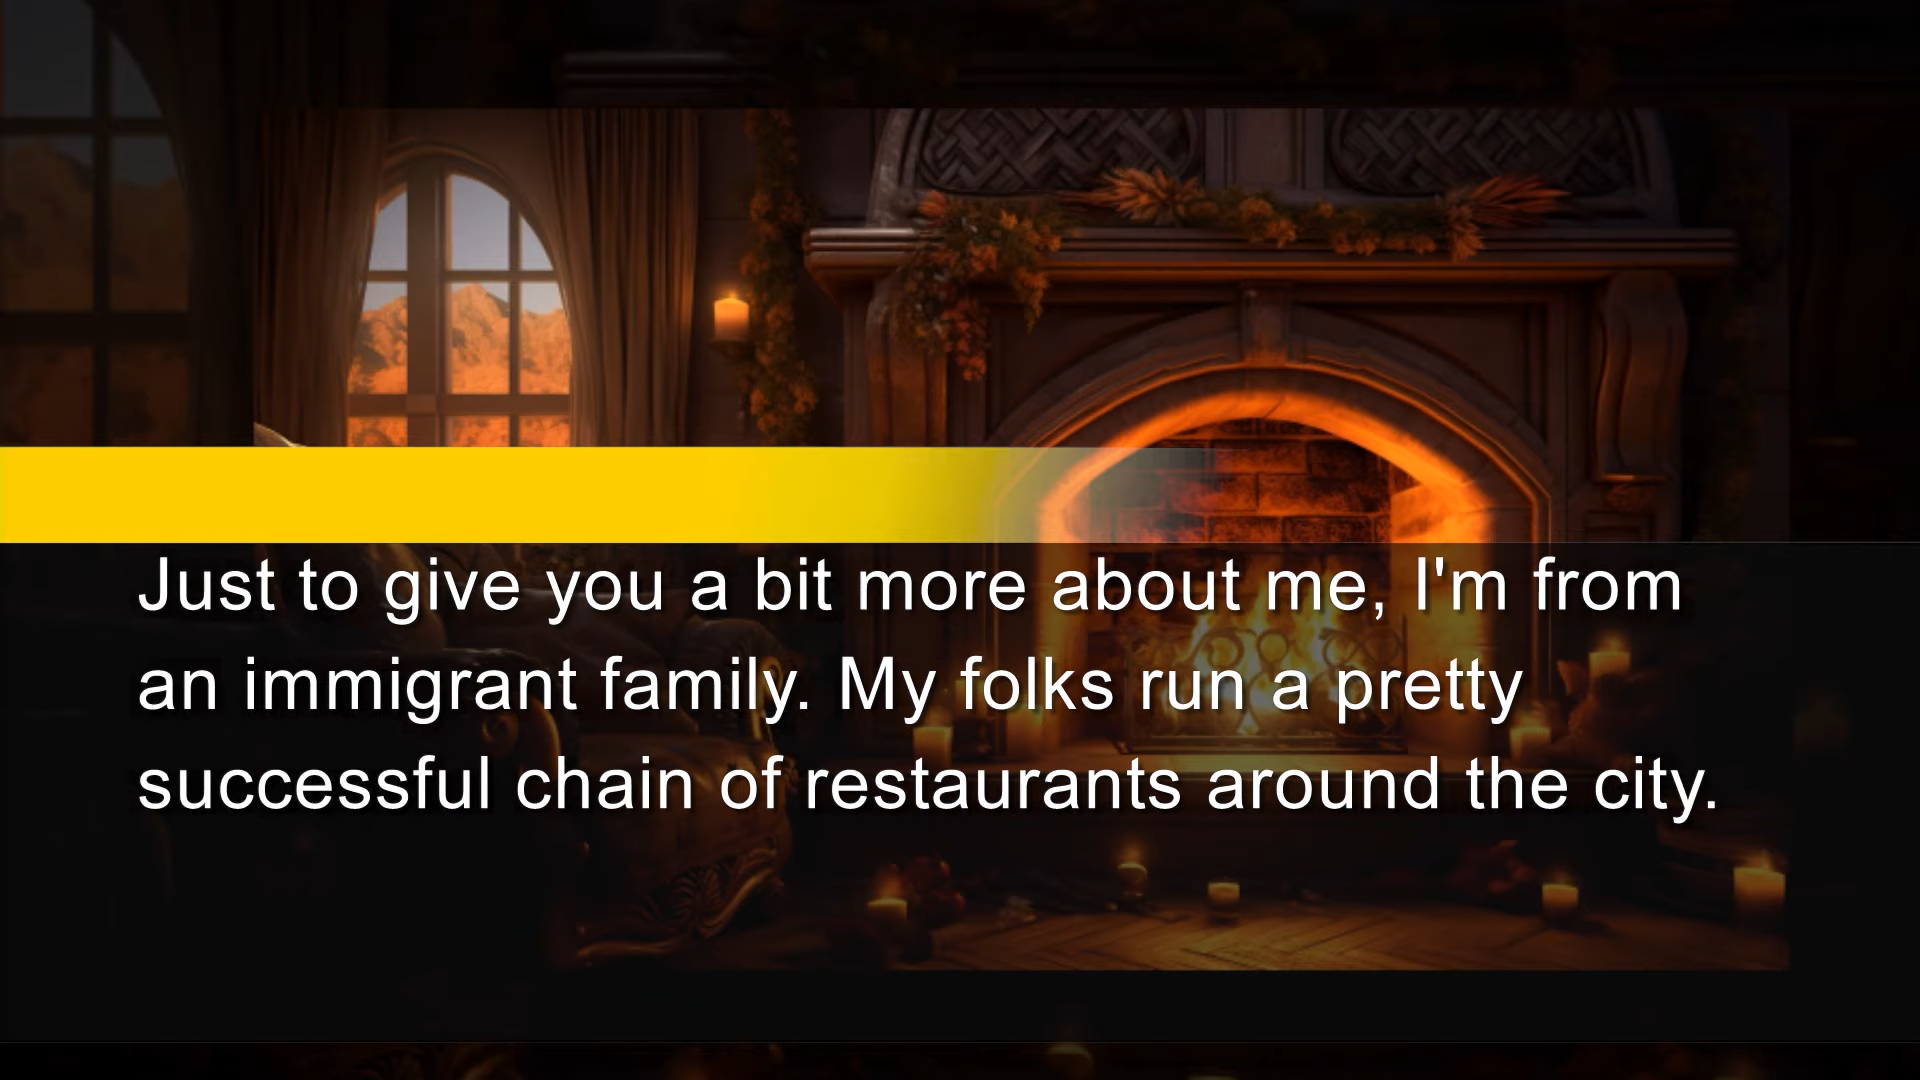 Just to give you a bit more about me, I'm from
an immigrant family. My folks run a pretty
successful chain of restaurants around the city.